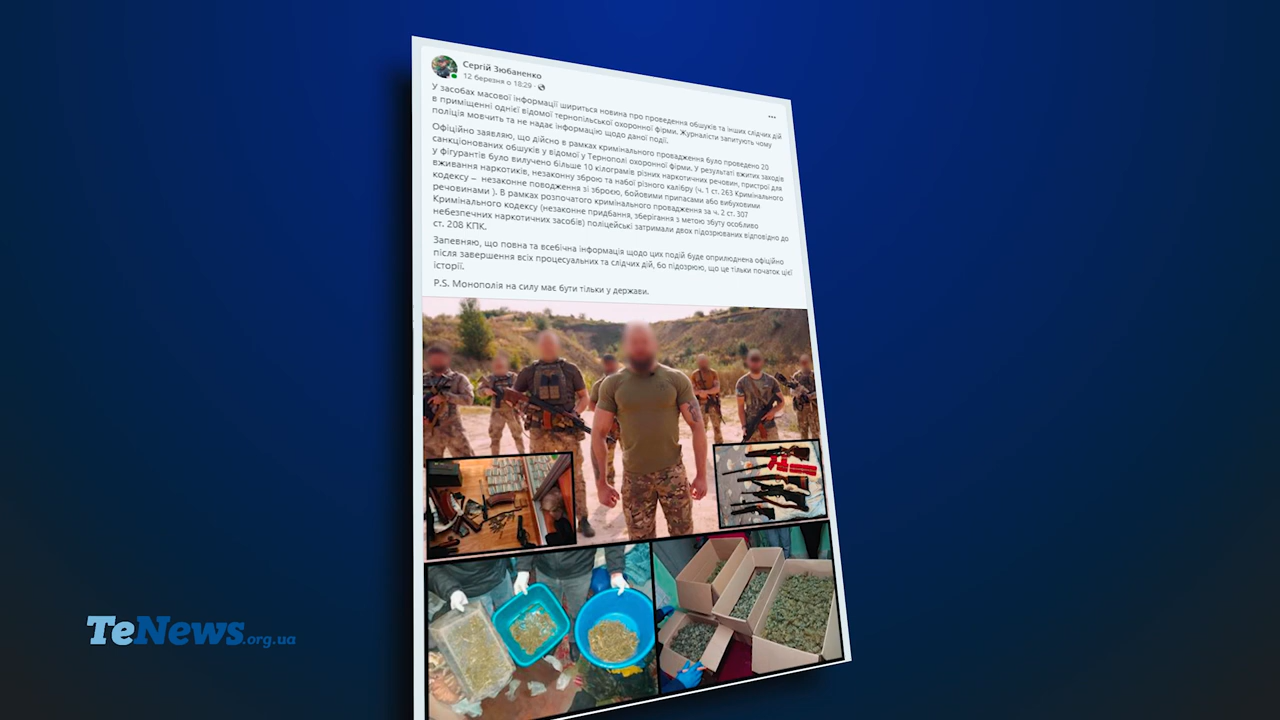 Сергій Зюбаненко
12 березня о 18:29 ·
У засобах масової інформації шириться новина про проведення обшуків та інших слідчих дій
в приміщенні однієї відомої тернопільської охоронної фірми. Журналісти запитують чому
поліція мовчить та не надає інформацію щодо даної події.
Офіційно заявляю, що дійсно в рамках кримінального провадження було проведено 20
санкціонованих обшуків у відомої у Тернополі охоронної фірми. У результаті вжитих заходів
у фігурантів було вилучено більше 10 кілограмів різних наркотичних речовин, пристрої для
вживання наркотиків, незаконну зброю та набої різного калібру (ч. 1 ст. 263 Кримінального
кодексу – незаконне поводження зі зброєю, бойовими припасами або вибуховими
речовинами ). В рамках розпочатого кримінального провадження за ч. 2 ст. 307
Кримінального кодексу (незаконне придбання, зберігання з метою збуту особливо
небезпечних наркотичних засобів) поліцейські затримали двох підозрюваних відповідно до
ст. 208 КПК.
Запевняю, що повна та всебічна інформація щодо цих подій буде оприлюднена офіційно
після завершення всіх процесуальних та слідчих дій, бо підозрюю, що це тільки початок цієї
історії.
P.S. Монополія на силу має бути тільки у держави.
TeNews.org.ua